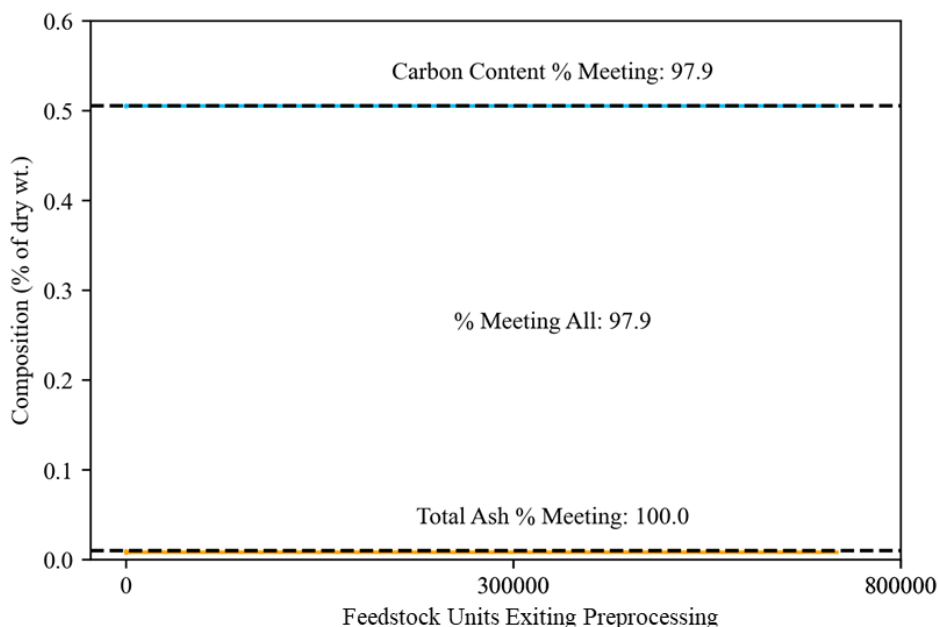 0.6
Carbon Content % Meeting: 97.9
0.5
0.4
Composition (% of dry wt.)
0.3
% Meeting All: 97.9
0.2
0.1
Total Ash % Meeting: 100.0
0.0
0 300000 800000
Feedstock Units Exiting Preprocessing